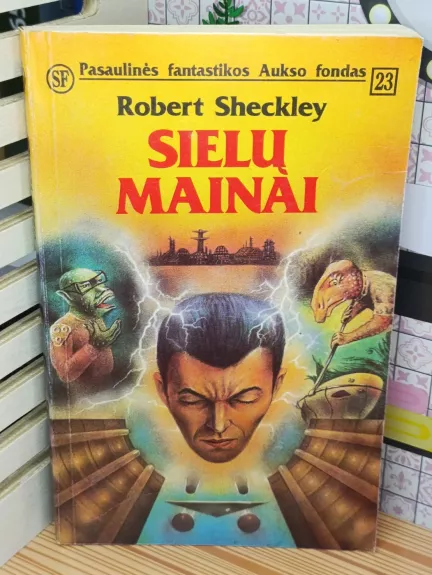 SF Pasaulinės fantastikos Aukso fondas 23
Robert Sheckley
SIELŲ
MAINAI